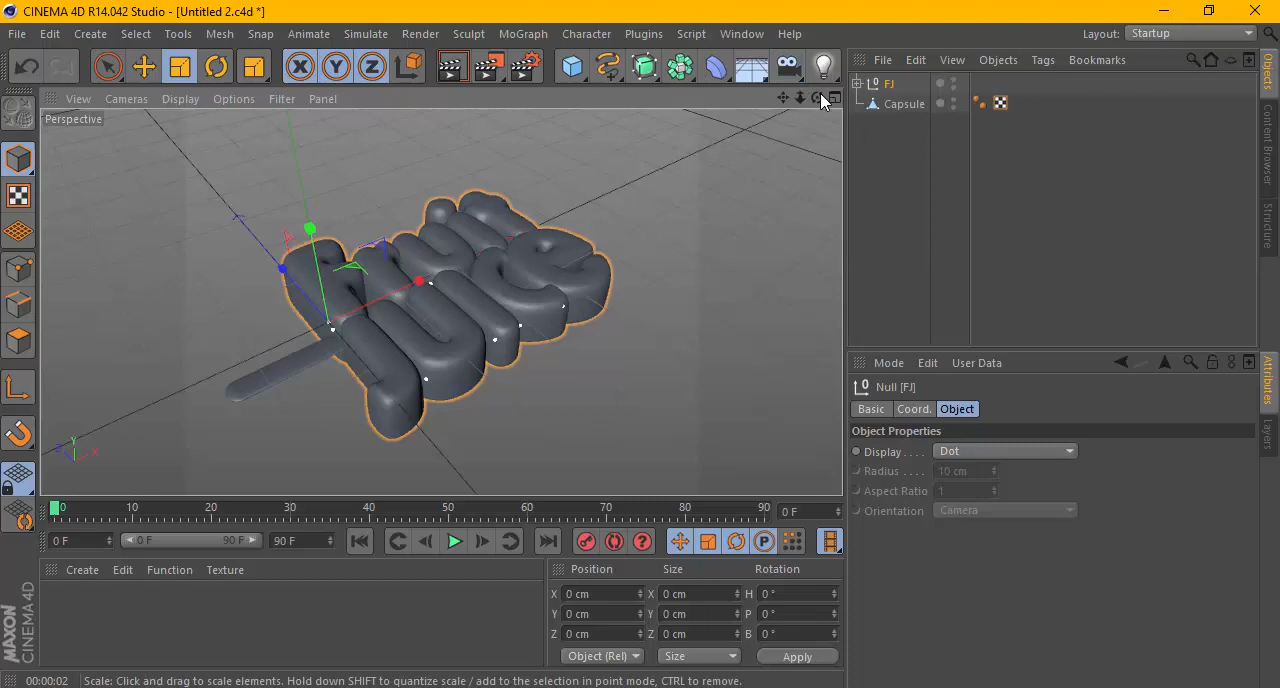 CINEMA 4D R14.042 Studio - [Untitled 2.c4d *]
File Edit Create Select Tools Mesh Snap Animate Simulate Render Sculpt MoGraph Character Plugins Script Window Help Layout: Startup
X Y Z
View Cameras Display Options Filter Panel
Perspective
Y
X
Z
File Edit View Objects Tags Bookmarks
FJ
Capsule
Objects
Content Browser
Structure
Mode Edit User Data
Null [FJ]
Basic Coord. Object
Object Properties
Display . . . . Dot
Radius . . . . 10 cm
Aspect Ratio 1
Orientation Camera
Attributes
Layers
0 10 20 30 40 50 60 70 80 90 0 F
0 F 0 F 90 F 90 F P
Create Edit Function Texture
Position Size Rotation
X 0 cm X 0 cm H 0 °
Y 0 cm Y 0 cm P 0 °
Z 0 cm Z 0 cm B 0 °
Object (Rel) Size Apply
MAXON
CINEMA 4D
00:00:02 Scale: Click and drag to scale elements. Hold down SHIFT to quantize scale / add to the selection in point mode, CTRL to remove.